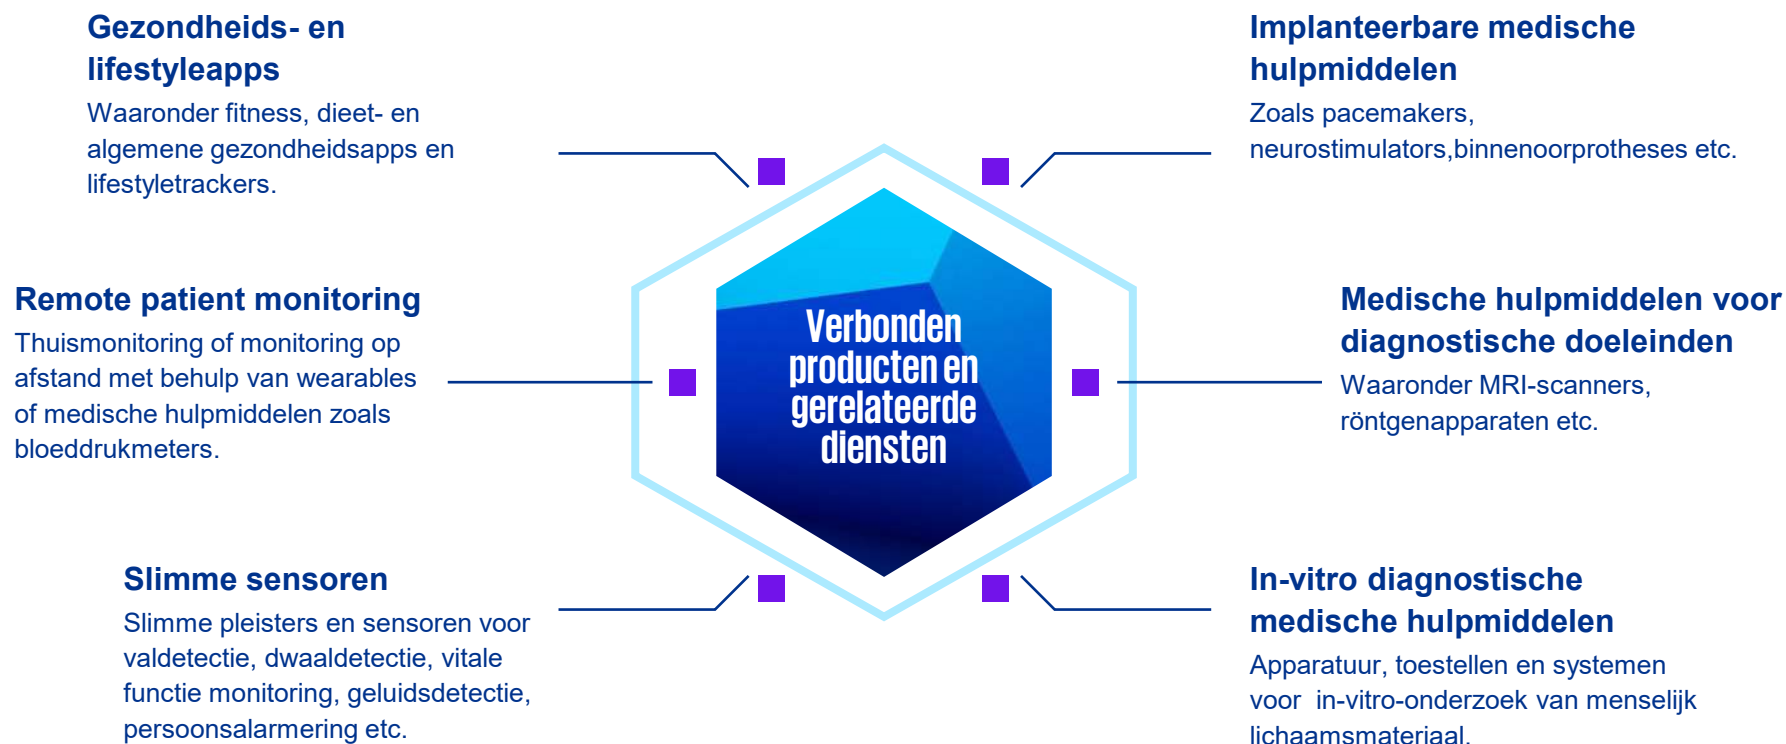 Gezondheids- en
lifestyleapps
Waaronder fitness, dieet- en
algemene gezondheidsapps en
lifestyletrackers.
Remote patient monitoring
Thuismonitoring of monitoring op
afstand met behulp van wearables
of medische hulpmiddelen zoals
bloeddrukmeters.
Slimme sensoren
Slimme pleisters en sensoren voor
valdetectie, dwaaldetectie, vitale
functie monitoring, geluidsdetectie,
persoonsalarmering etc.
Verbonden
producten en
gerelateerde
diensten
Implanteerbare medische
hulpmiddelen
Zoals pacemakers,
neurostimulators,binnenoorprotheses etc.
Medische hulpmiddelen voor
diagnostische doeleinden
Waaronder MRI-scanners,
röntgenapparaten etc.
In-vitro diagnostische
medische hulpmiddelen
Apparatuur, toestellen en systemen
voor  in-vitro-onderzoek van menselijk
lichaamsmateriaal.